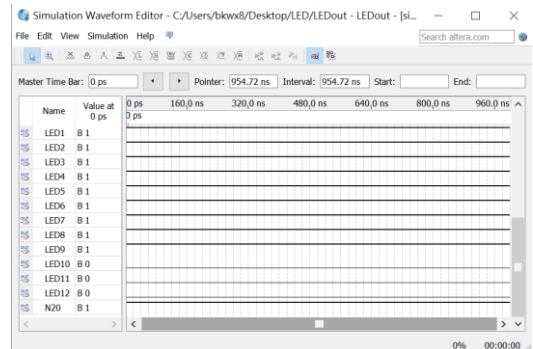 Simulation Waveform Editor - C:/Users/bkwx8/Desktop/LED/LEDout - LEDout - [si...
File Edit View Simulation Help
Search altera.com
Master Time Bar: 0 ps Pointer: 954.72 ns Interval: 954.72 ns Start: End:
Name Value at 0 ps
0 ps 160.0 ns 320.0 ns 480.0 ns 640.0 ns 800.0 ns 960.0 ns
0 ps
LED1 B 1
LED2 B 1
LED3 B 1
LED4 B 1
LED5 B 1
LED6 B 1
LED7 B 1
LED8 B 1
LED9 B 1
LED10 B 0
LED11 B 0
LED12 B 0
N20 B 1
0% 00:00:00